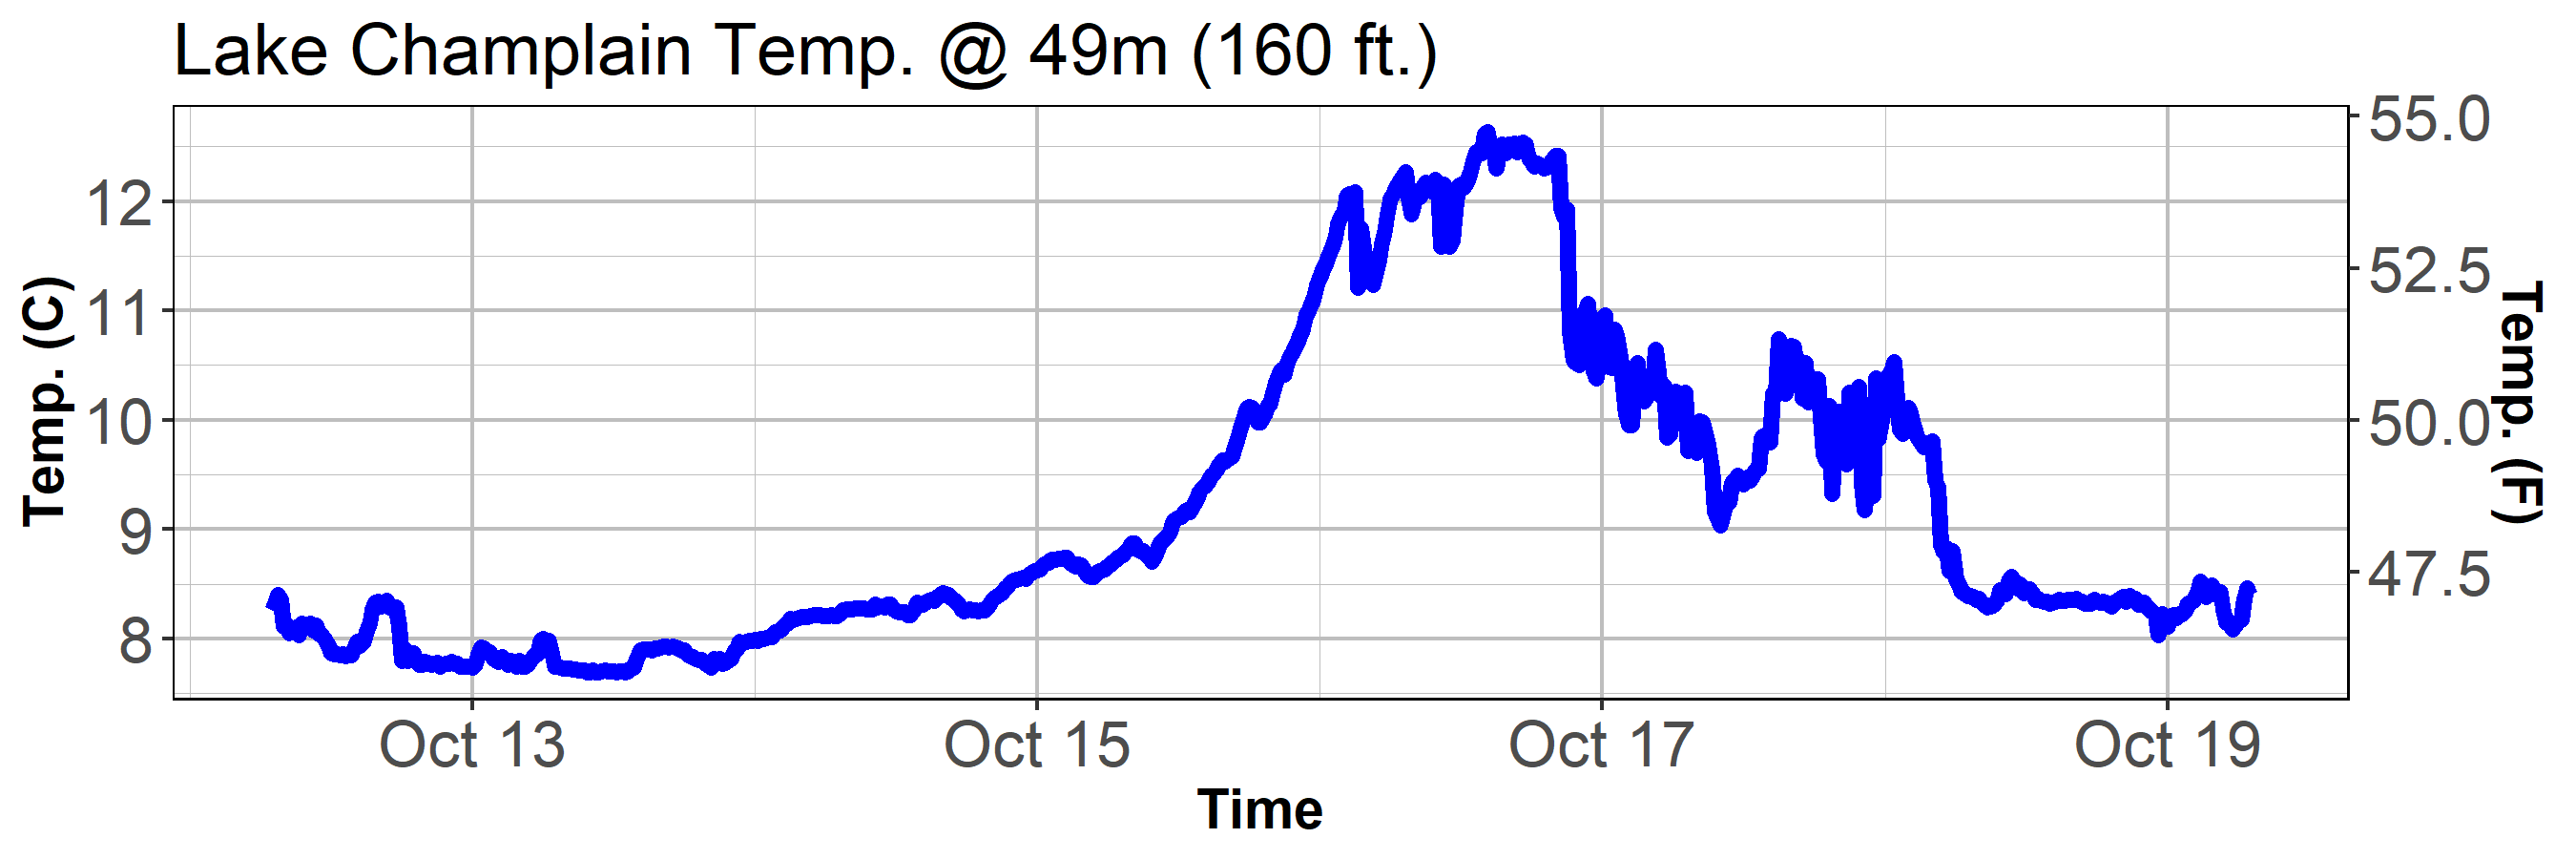 Lake Champlain Temp. @ 49m (160 ft.)
Temp. (C)
12
11
10
9
8
55.0
52.5
50.0
47.5
Temp. (F)
Oct 13
Oct 15
Oct 17
Oct 19
Time